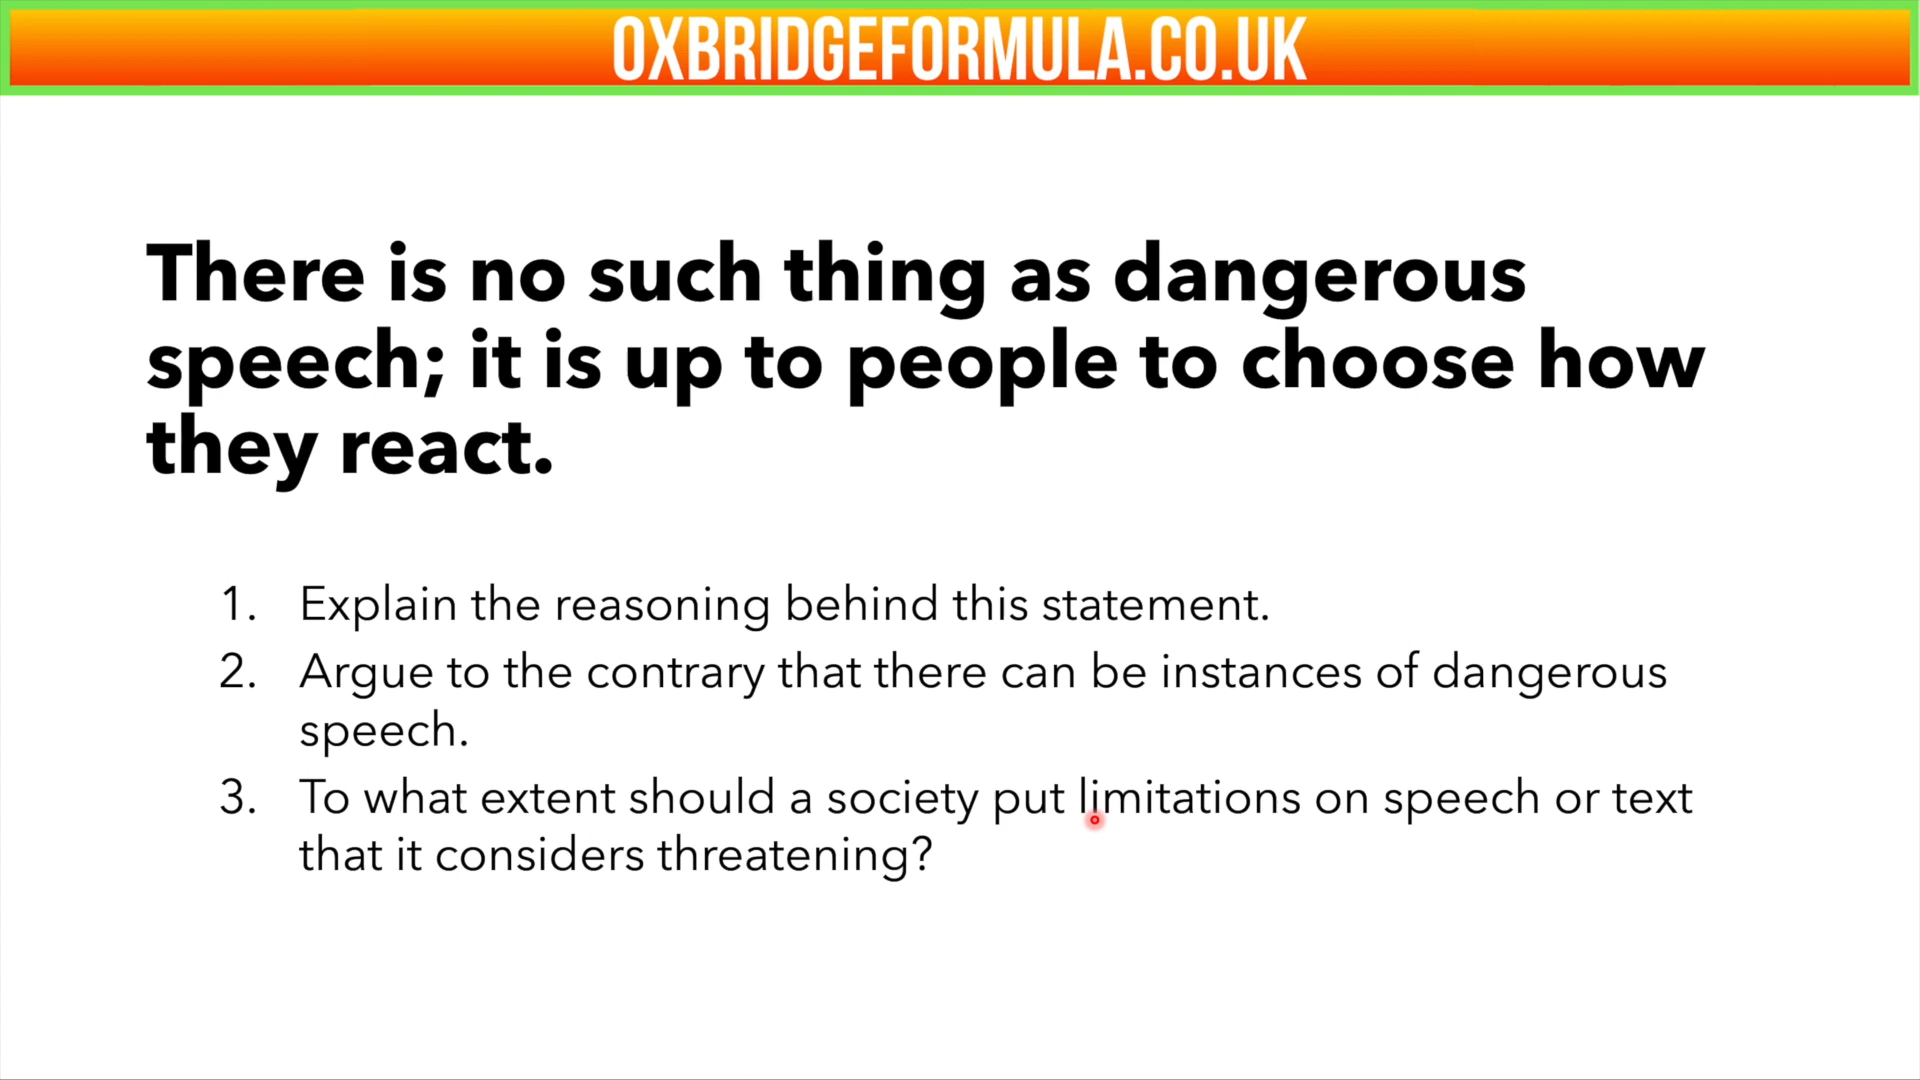 OXBRIDGEFORMULA.CO.UK
There is no such thing as dangerous
speech; it is up to people to choose how
they react.
1. Explain the reasoning behind this statement.
2. Argue to the contrary that there can be instances of dangerous
speech.
3. To what extent should a society put limitations on speech or text
that it considers threatening?